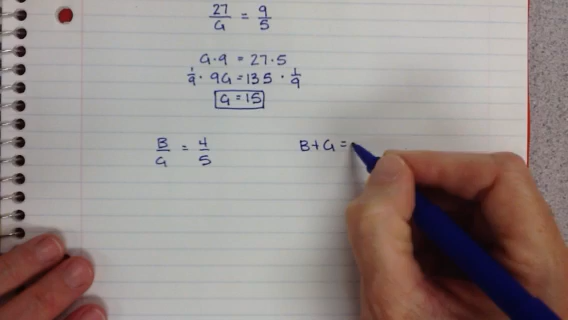 27/G = 9/5
G·9 = 27·5
1/9 · 9G = 135 · 1/9
G = 15
B/G = 4/5 B+G =